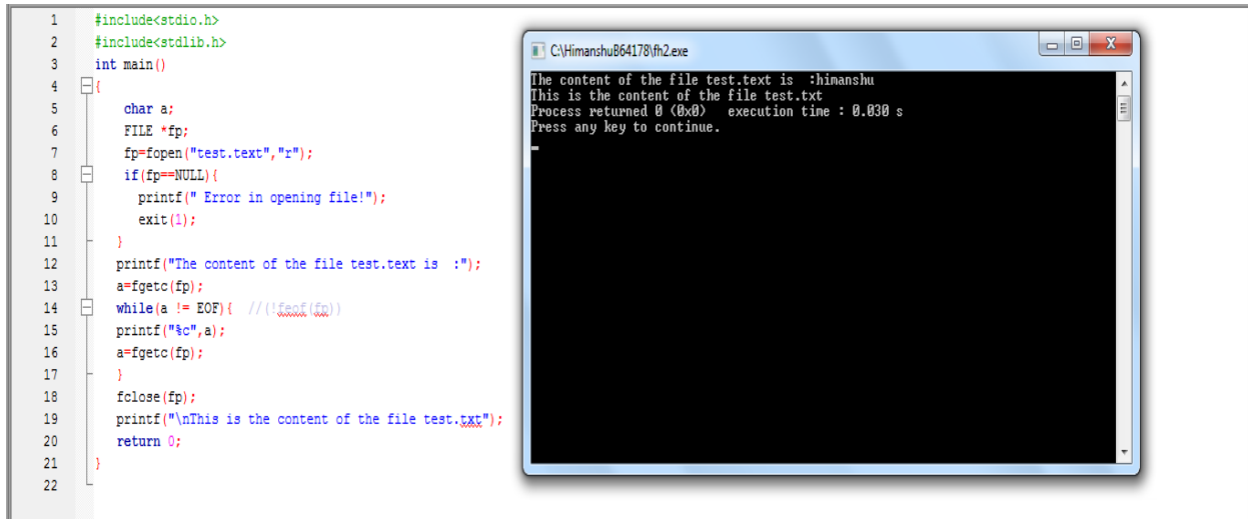 1 #include<stdio.h>
2 #include<stdlib.h>
3 int main()
4 {
5 char a;
6 FILE *fp;
7 fp=fopen("test.text","r");
8 if(fp==NULL){
9 printf(" Error in opening file!");
10 exit(1);
11 }
12 printf("The content of the file test.text is  :");
13 a=fgetc(fp);
14 while(a != EOF){  //(!feof(fp))
15 printf("%c",a);
16 a=fgetc(fp);
17 }
18 fclose(fp);
19 printf("\nThis is the content of the file test.txt");
20 return 0;
21 }
22
C:\HimanshuB64178\fh2.exe
The content of the file test.text is  :himanshu
This is the content of the file test.txt
Process returned 0 (0x0)   execution time : 0.030 s
Press any key to continue.